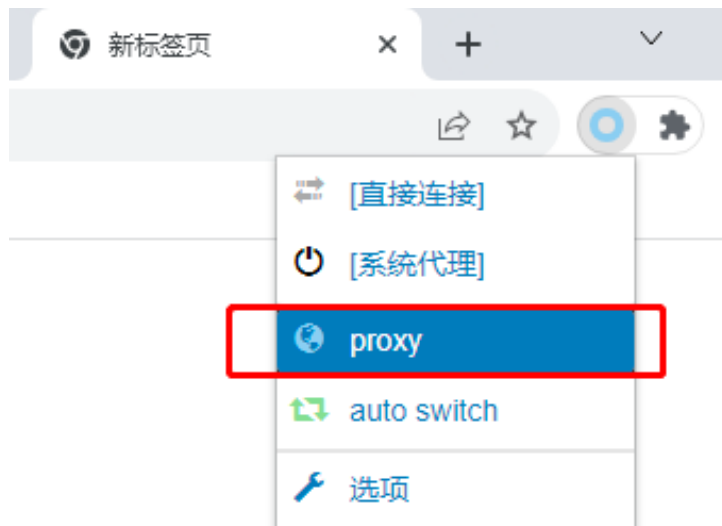 新标签页
[直接连接]
[系统代理]
proxy
auto switch
选项